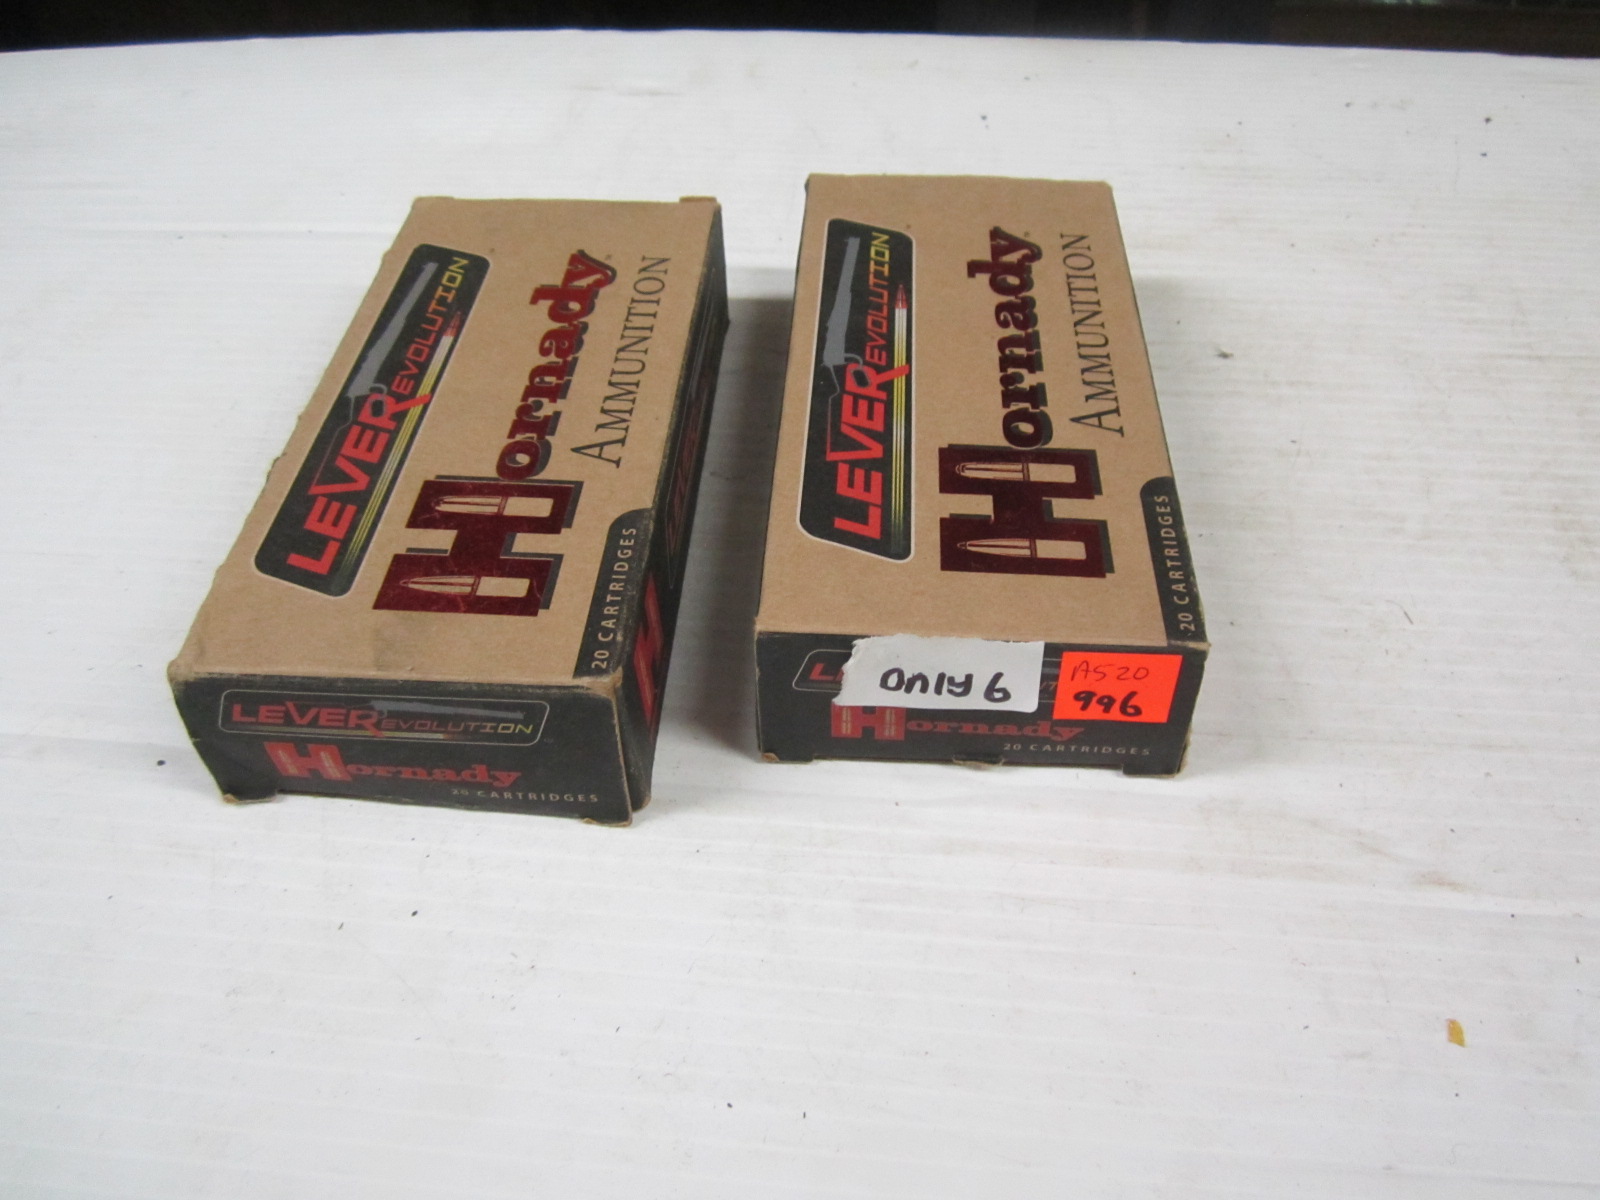 LEVEREVOLUTION
Hornady
AMMUNITION
20 CARTRIDGES
LEVEREVOLUTION
Hornady
20 CARTRIDGES
LEVEREVOLUTION
Hornady
AMMUNITION
20 CARTRIDGES
only 6
A520
996
Hornady
20 CARTRIDGES